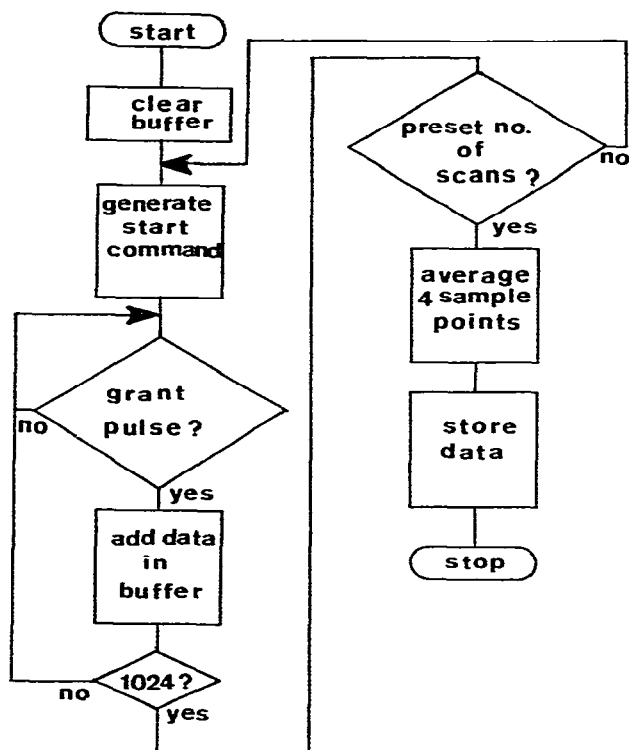 start
clear
buffer
generate
start
command
grant
pulse?
no
yes
add data
in
buffer
1024?
no
yes
preset no.
of
scans?
no
yes
average
4 sample
points
store
data
stop